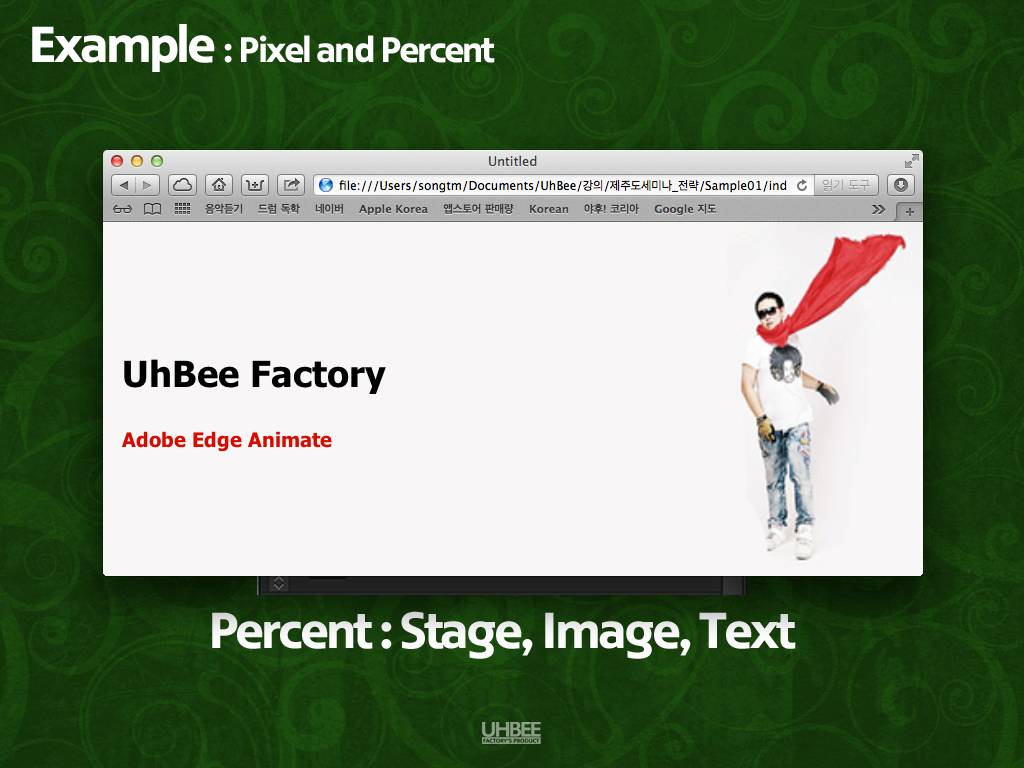 Example : Pixel and Percent
Untitled
file:///Users/songtm/Documents/UhBee/강의/제주도세미나_전략/Sample01/ind
읽기 도구
음악듣기 드럼 독학 네이버 Apple Korea 앱스토어 판매량 Korean 야후! 코리아 Google 지도
UhBee Factory
Adobe Edge Animate
Percent : Stage, Image, Text
UHBEE
FACTORY'S PRODUCT